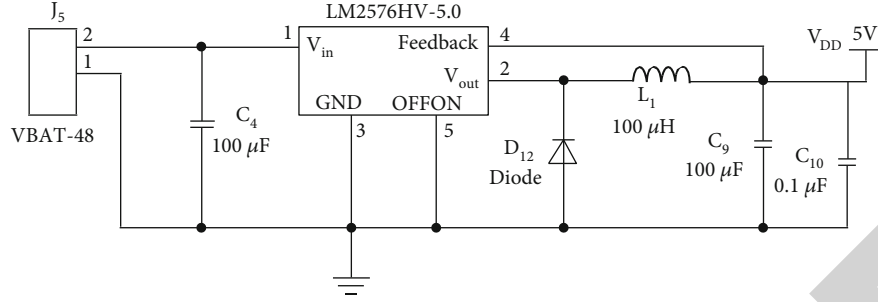 J5
LM2576HV-5.0
2
1
1
Vin
Feedback
4
VDD
5V
Vout
2
GND
OFFON
3
5
VBAT-48
C4
100 μF
L1
100 μH
D12
Diode
C9
100 μF
C10
0.1 μF